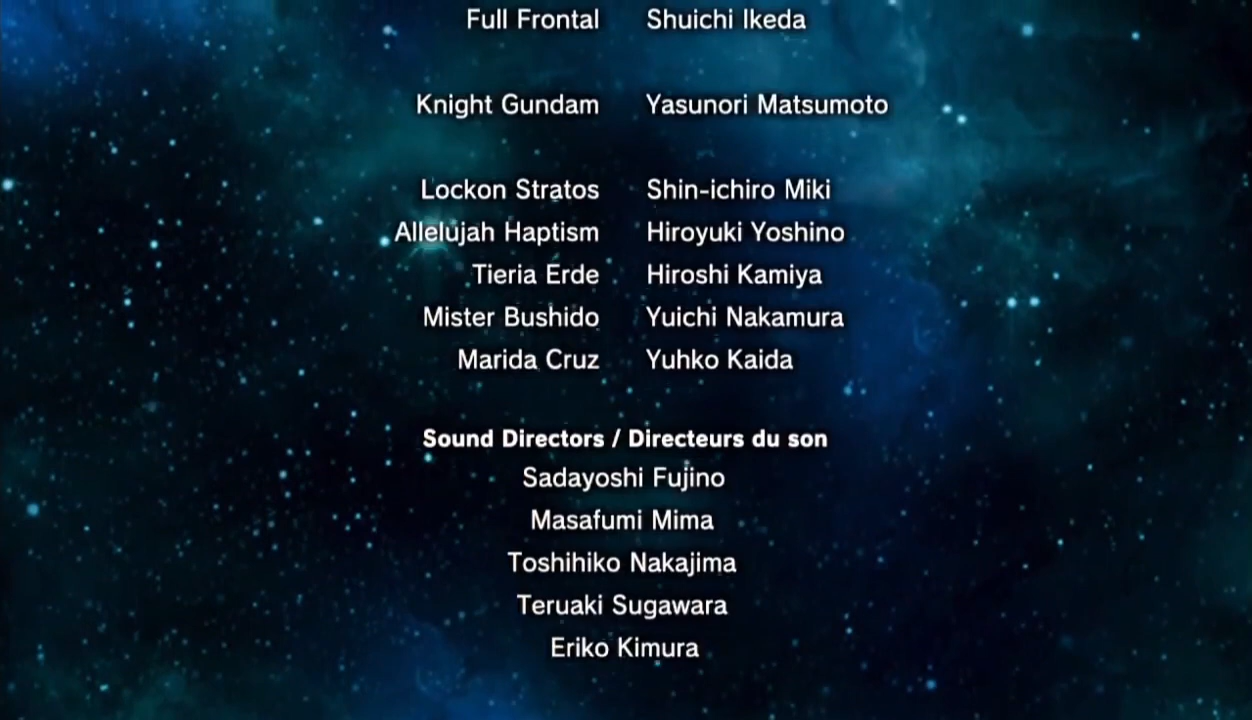 Full Frontal Shuichi Ikeda
Knight Gundam Yasunori Matsumoto
Lockon Stratos Shin-ichiro Miki
Allelujah Haptism Hiroyuki Yoshino
Tieria Erde Hiroshi Kamiya
Mister Bushido Yuichi Nakamura
Marida Cruz Yuhko Kaida
Sound Directors / Directeurs du son
Sadayoshi Fujino
Masafumi Mima
Toshihiko Nakajima
Teruaki Sugawara
Eriko Kimura